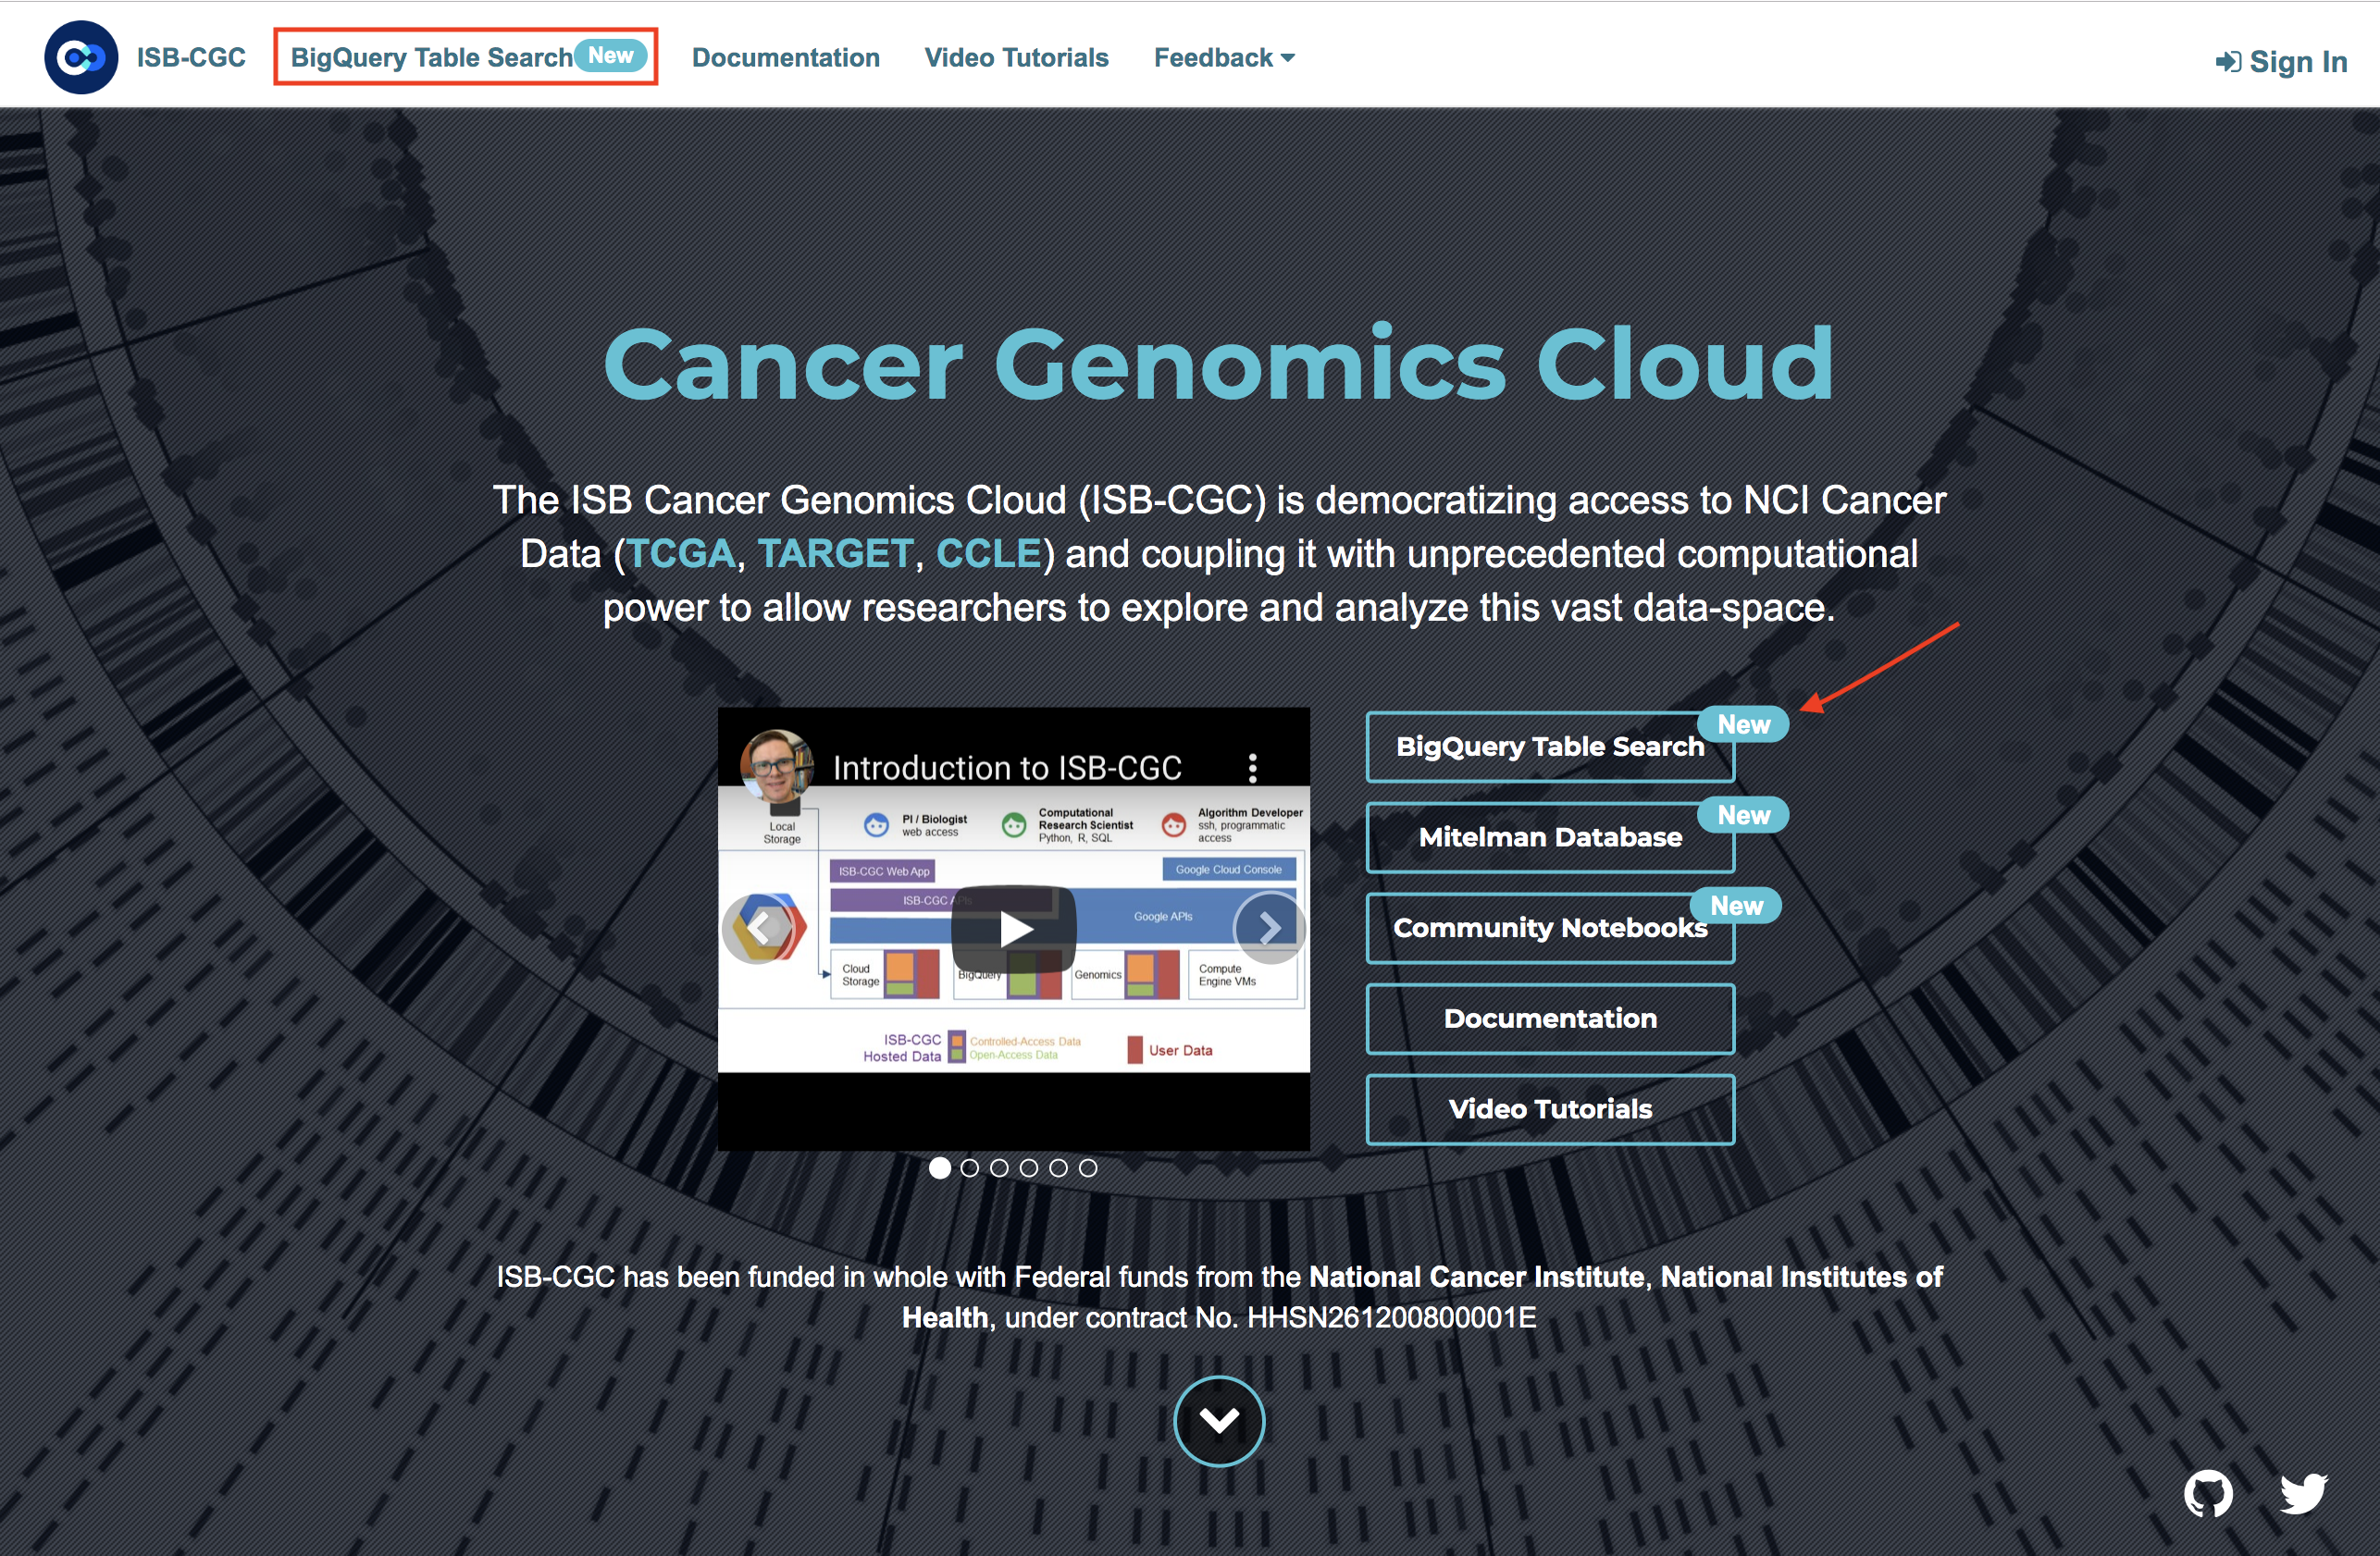 ISB-CGC BigQuery Table Search New Documentation Video Tutorials Feedback Sign In
Cancer Genomics Cloud
The ISB Cancer Genomics Cloud (ISB-CGC) is democratizing access to NCI Cancer
Data (TCGA, TARGET, CCLE) and coupling it with unprecedented computational
power to allow researchers to explore and analyze this vast data-space.
Introduction to ISB-CGC
Local
Storage
PI / Biologist
web access
Computational
Research Scientist
Python, R, SQL
Algorithm Developer
ssh, programmatic
access
ISB-CGC Web App
Google Cloud Console
ISB-CGC APIs
Google APIs
Cloud
Storage
BigQuery
Genomics
Compute
Engine VMs
ISB-CGC
Hosted Data
Controlled-Access Data
Open-Access Data
User Data
New
BigQuery Table Search
New
Mitelman Database
New
Community Notebooks
Documentation
Video Tutorials
ISB-CGC has been funded in whole with Federal funds from the National Cancer Institute, National Institutes of
Health, under contract No. HHSN261200800001E